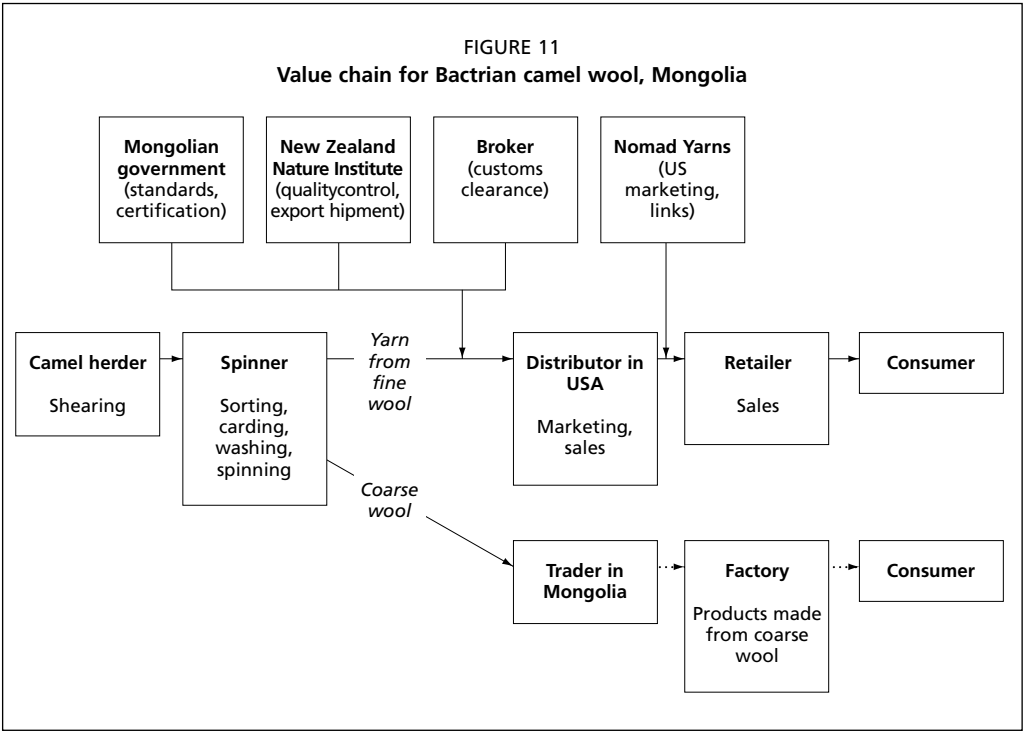 FIGURE 11
Value chain for Bactrian camel wool, Mongolia
Mongolian
government
(standards,
certification)
New Zealand
Nature Institute
(qualitycontrol,
export hipment)
Broker
(customs
clearance)
Nomad Yarns
(US
marketing,
links)
Camel herder
Shearing
Spinner
Sorting,
carding,
washing,
spinning
Yarn
from
fine
wool
Distributor in
USA
Marketing,
sales
Retailer
Sales
Consumer
Coarse
wool
Trader in
Mongolia
Factory
Products made
from coarse
wool
Consumer